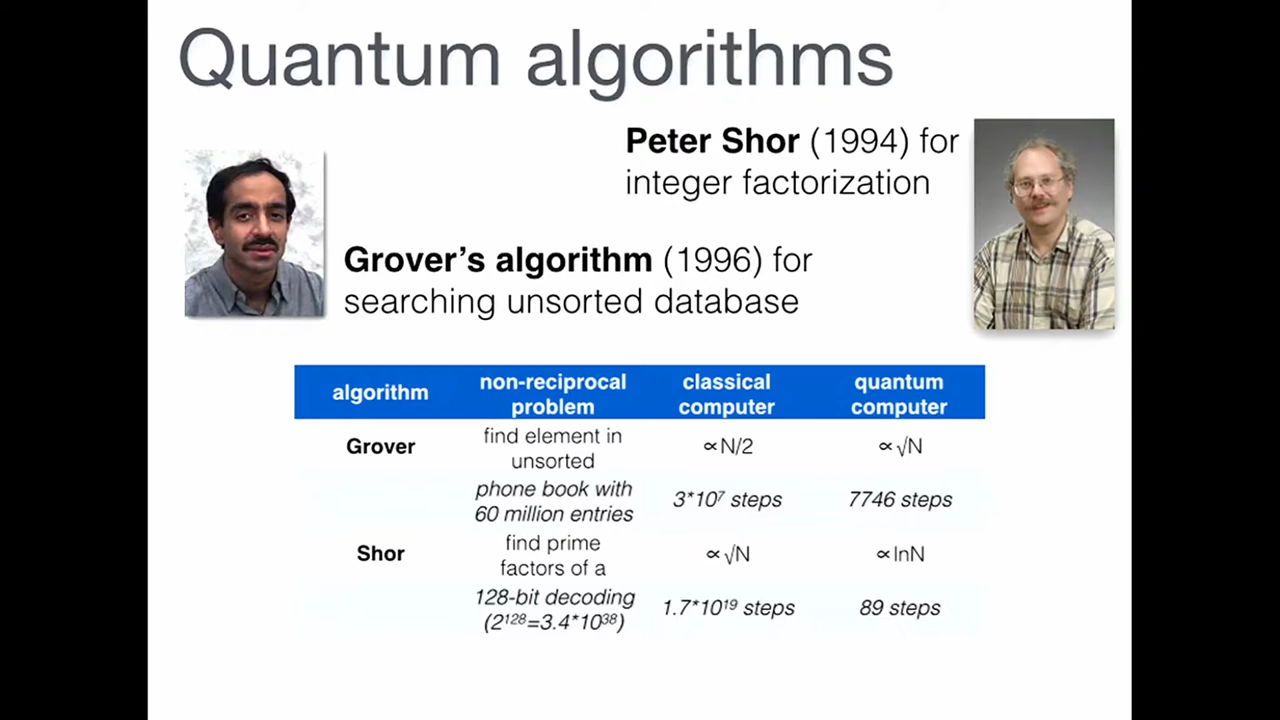 Quantum algorithms
Peter Shor (1994) for
integer factorization
Grover’s algorithm (1996) for
searching unsorted database
algorithm
non-reciprocal
problem
classical
computer
quantum
computer
Grover
find element in
unsorted
∝N/2
∝√N
phone book with
60 million entries
3*10⁷ steps
7746 steps
Shor
find prime
factors of a
∝√N
∝lnN
128-bit decoding
(2¹²⁸=3.4*10³⁸)
1.7*10¹⁹ steps
89 steps